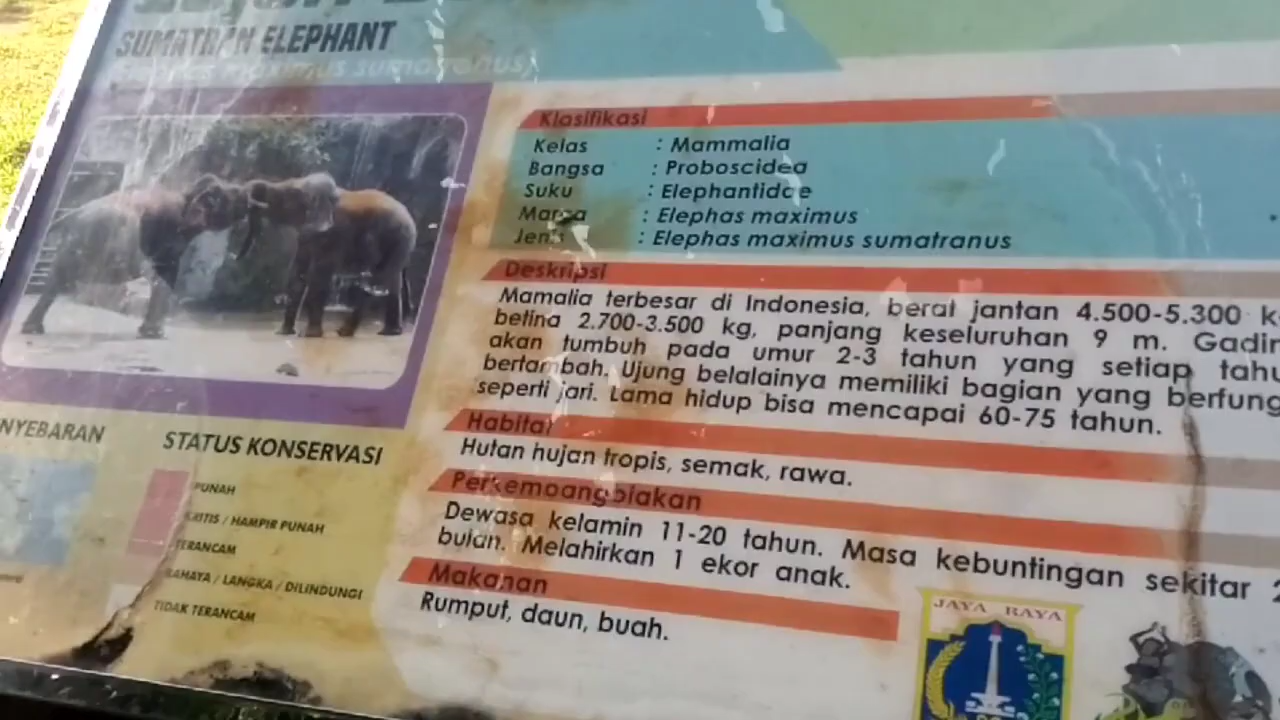 SUMATRAN ELEPHANT
maximus sumatranus)
Klasifikasi
Kelas : Mammalia
Bangsa : Proboscidea
Suku : Elephantidae
Marga : Elephas maximus
Jenis : Elephas maximus sumatranus
Deskripsi
Mamalia terbesar di Indonesia, berat jantan 4.500-5.300
betina 2.700-3.500 kg, panjang keseluruhan 9 m.
akan tumbuh pada umur 2-3 tahun yang setiap
bertambah. Ujung belalainya memiliki bagian yang
seperti jari. Lama hidup bisa mencapai 60-75 tahun.
Habitat
Hutan hujan tropis, semak, rawa.
Perkembangbiakan
Dewasa kelamin 11-20 tahun. Masa kebuntingan sekitar
bulan. Melahirkan 1 ekor anak.
Makanan
Rumput, daun, buah.
STATUS KONSERVASI
PUNAH
KRITIS / HAMPIR PUNAH
TERANCAM
BAHAYA / LANGKA / DILINDUNGI
TIDAK TERANCAM
JAYA RAYA